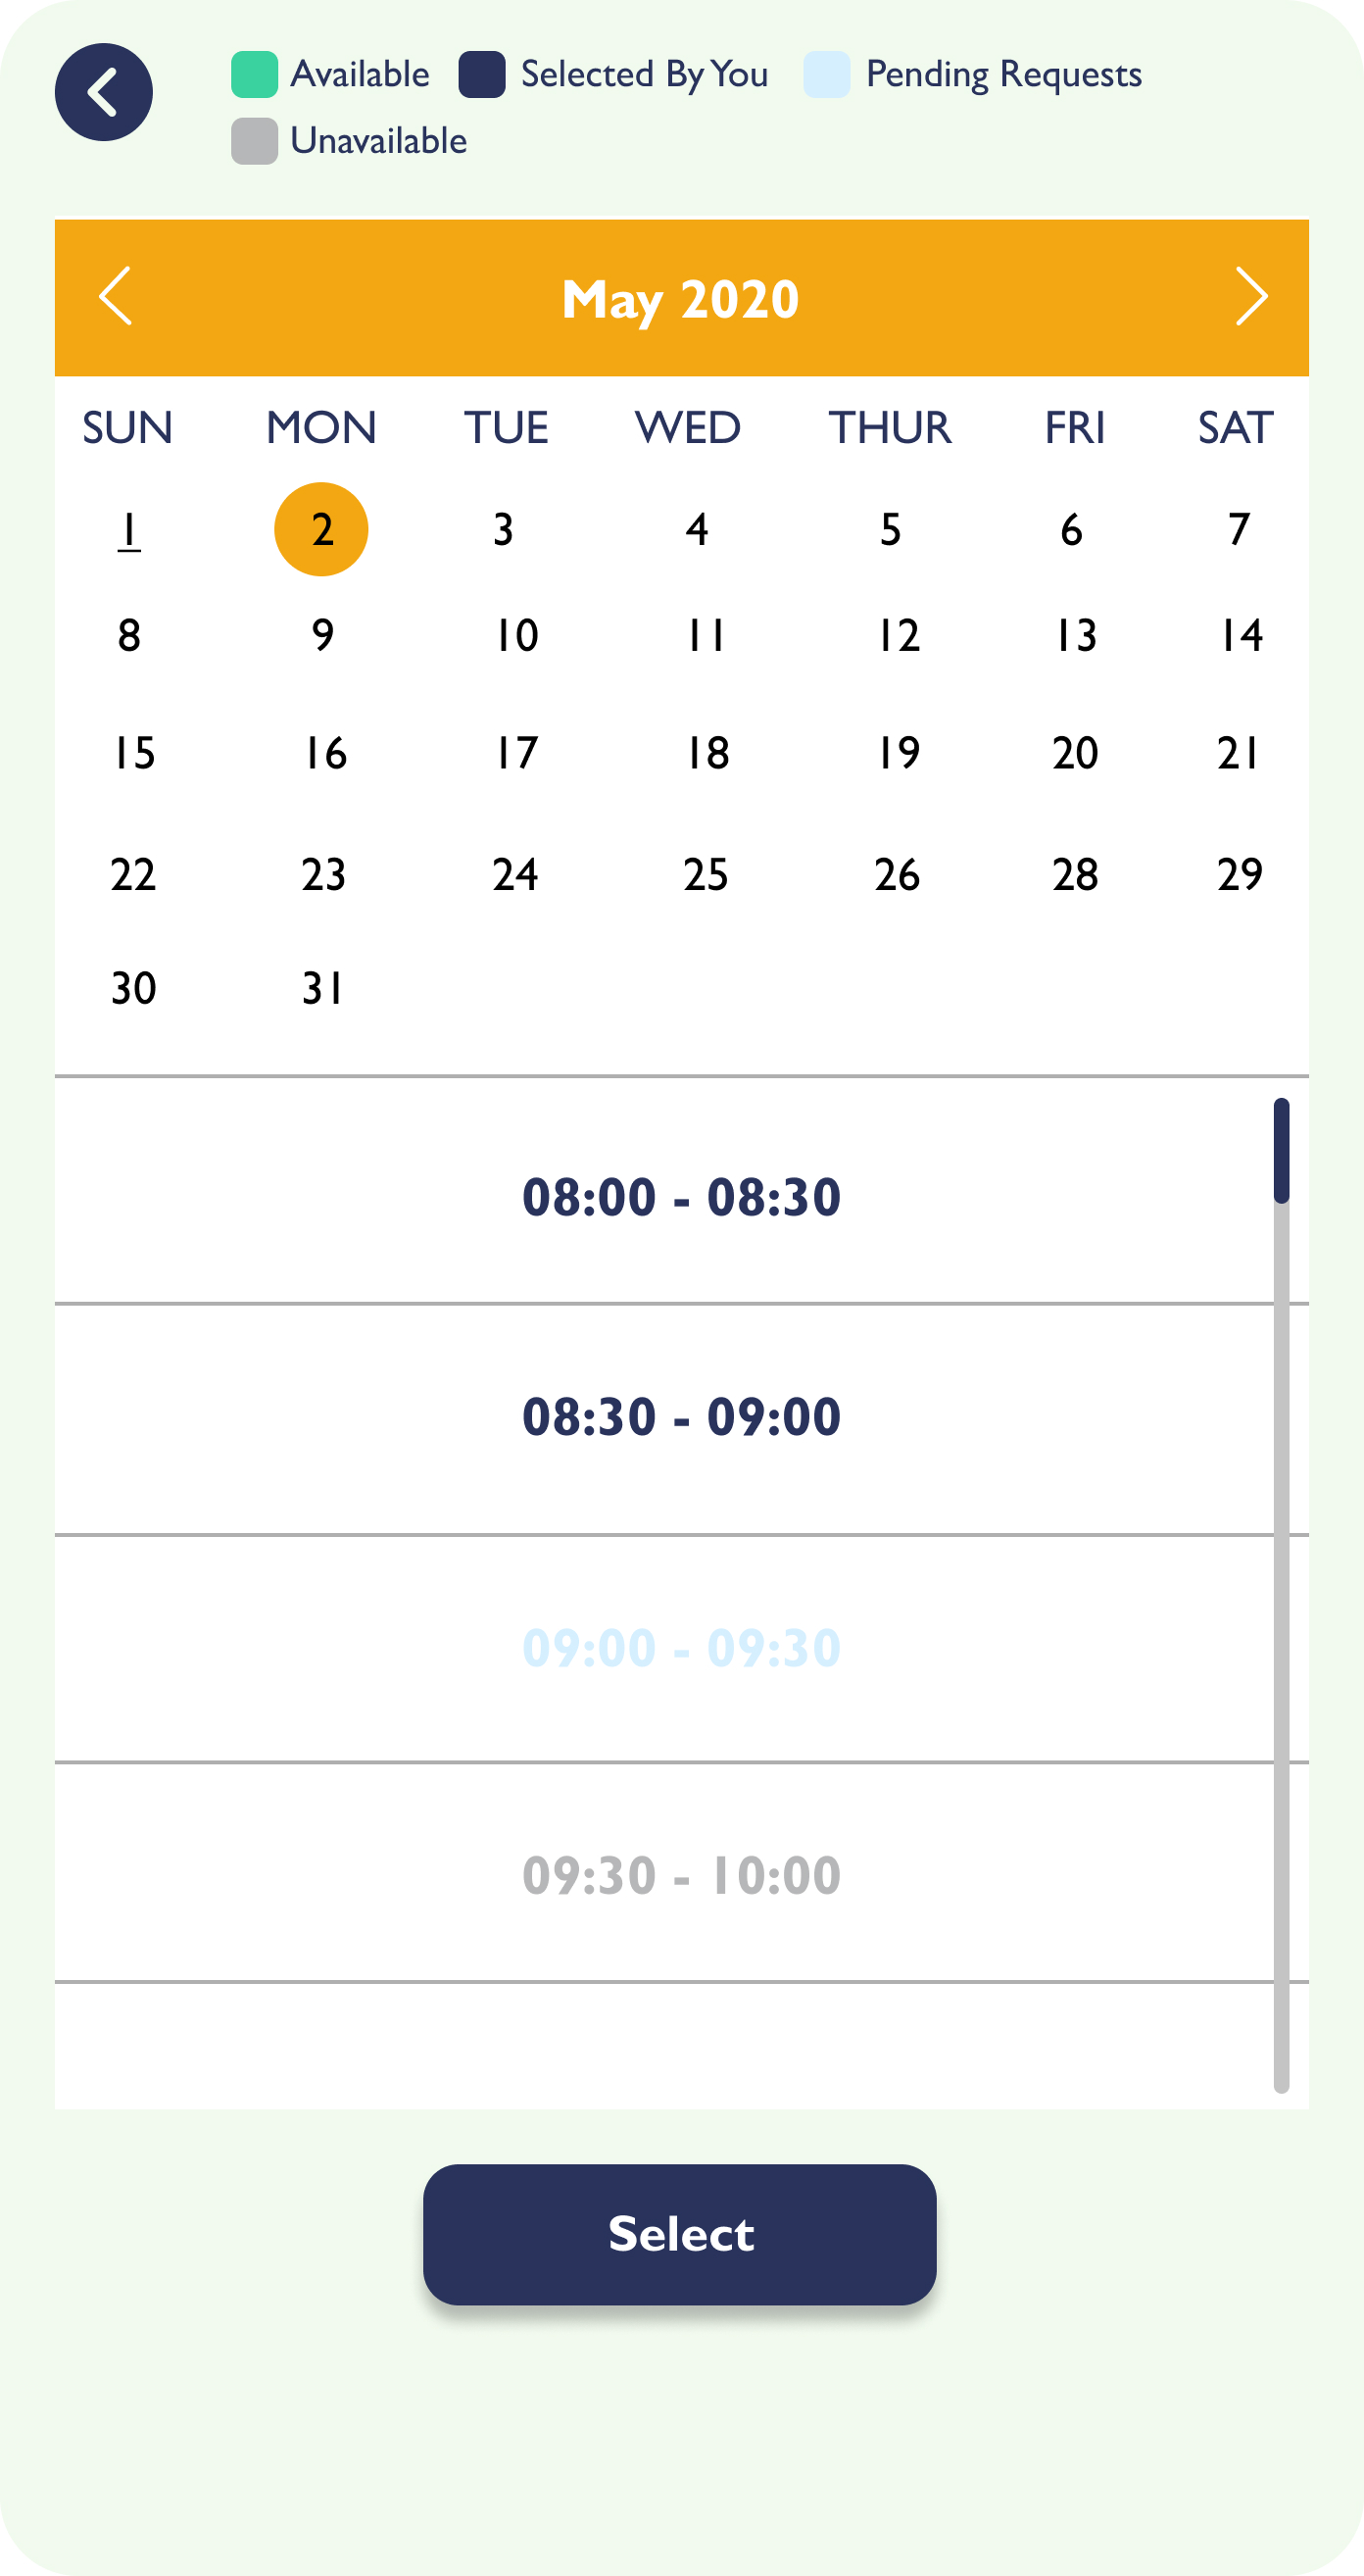 Available Selected By You Pending Requests
Unavailable
May 2020
SUN MON TUE WED THUR FRI SAT
1 2 3 4 5 6 7
8 9 10 11 12 13 14
15 16 17 18 19 20 21
22 23 24 25 26 28 29
30 31
08:00 - 08:30
08:30 - 09:00
09:00 - 09:30
09:30 - 10:00
Select